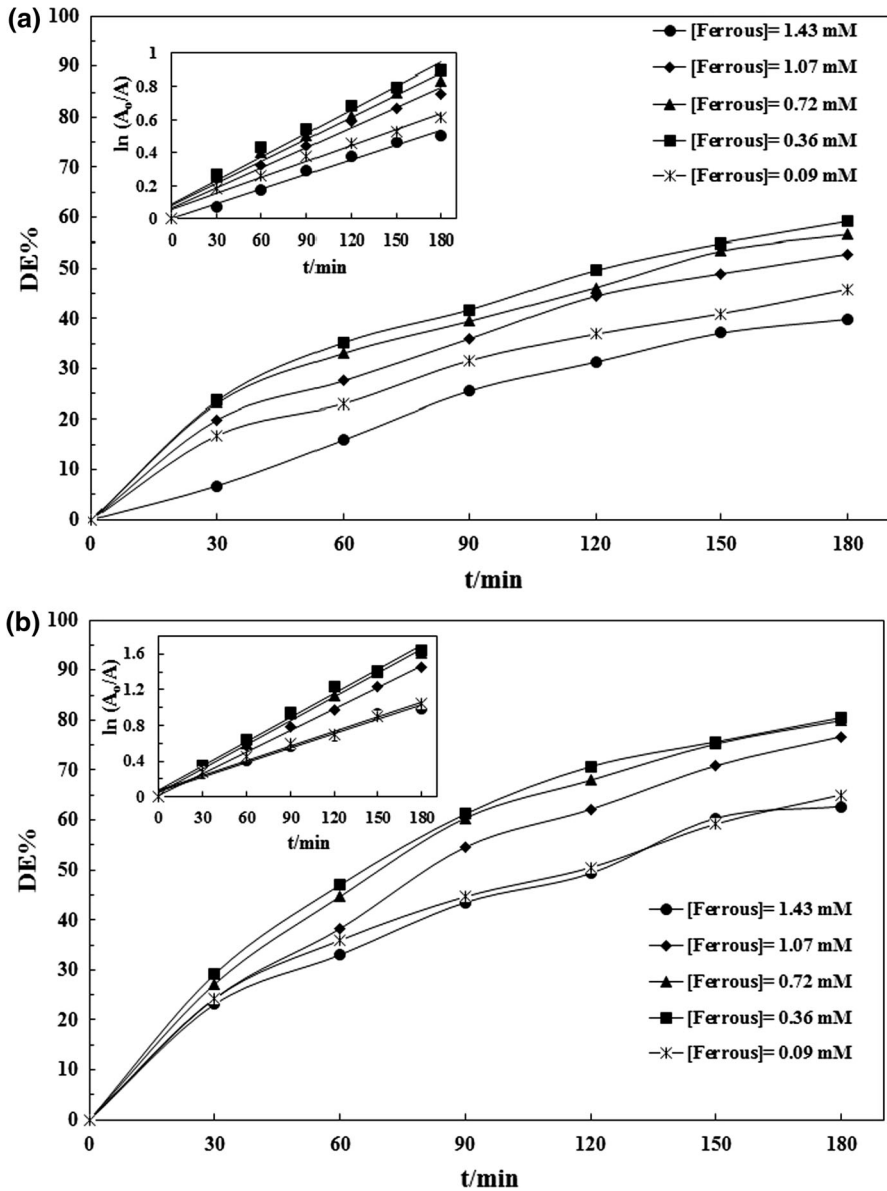 (a)
100
90
80
70
60
50
40
30
20
10
0
DE%
0 30 60 90 120 150 180
t/min
[Ferrous]= 1.43 mM
[Ferrous]= 1.07 mM
[Ferrous]= 0.72 mM
[Ferrous]= 0.36 mM
[Ferrous]= 0.09 mM
1
0.8
0.6
0.4
0.2
0
ln (Ao/A)
0 30 60 90 120 150 180
t/min
(b)
100
90
80
70
60
50
40
30
20
10
0
DE%
0 30 60 90 120 150 180
t/min
1.6
1.2
0.8
0.4
0
ln (Ao/A)
0 30 60 90 120 150 180
t/min
[Ferrous]= 1.43 mM
[Ferrous]= 1.07 mM
[Ferrous]= 0.72 mM
[Ferrous]= 0.36 mM
[Ferrous]= 0.09 mM